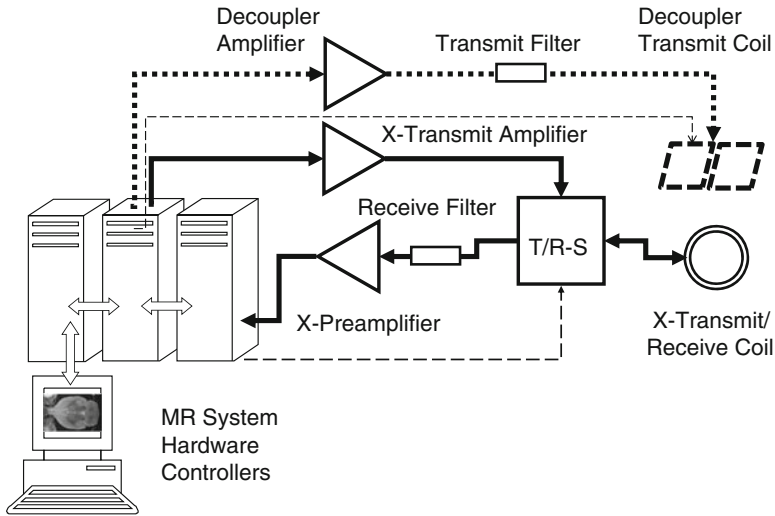 Decoupler
Amplifier
Transmit Filter
Decoupler
Transmit Coil
X-Transmit Amplifier
Receive Filter
T/R-S
X-Preamplifier
X-Transmit/
Receive Coil
MR System
Hardware
Controllers